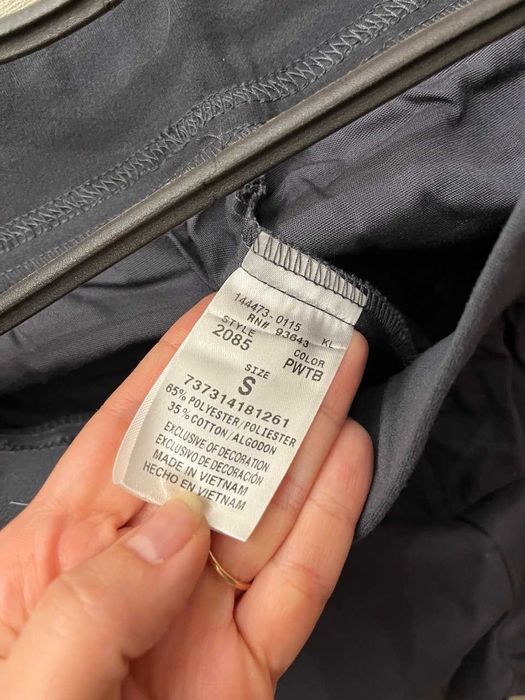 144473-0115
RN# 93643 KL
STYLE COLOR
2085 PWTB
SIZE
S
737314181261
65% POLYESTER/POLIESTER
35% COTTON/ALGODON
EXCLUSIVE OF DECORATION
EXCLUSIVO DE DECORACIÓN
MADE IN VIETNAM
HECHO EN VIETNAM